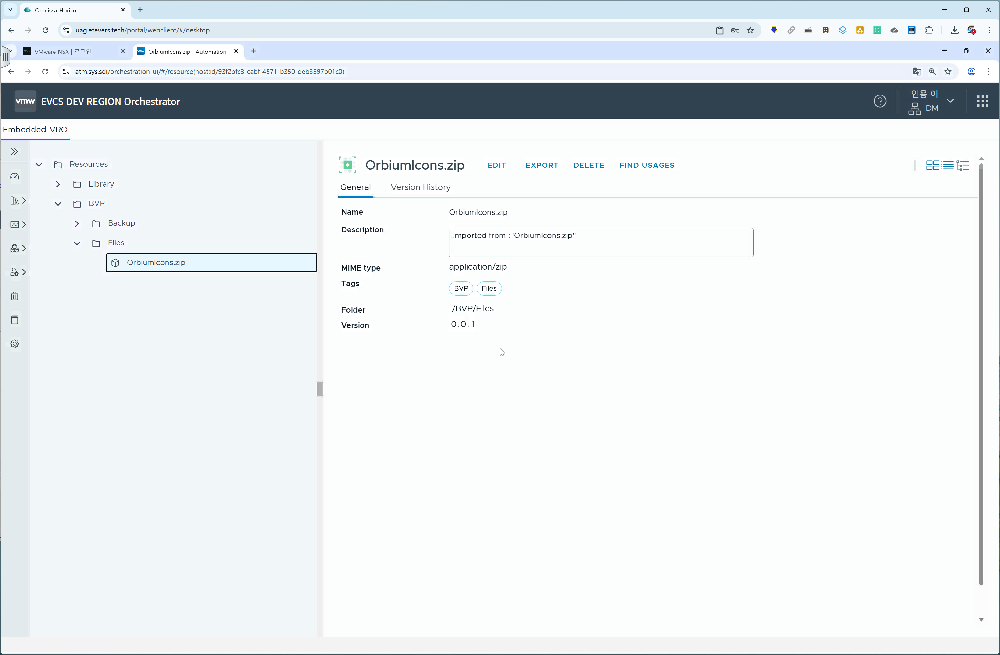 Omnissa Horizon
uag.etevers.tech/portal/webclient/#/desktop
NSX VMware NSX | 로그인
vmw OrbiumIcons.zip | Automation
atm.sys.sdi/orchestration-ui/#/resource(host:id/93f2bfc3-cabf-4571-b350-deb3597b01c0)
vmw EVCS DEV REGION Orchestrator
인용 이
IDM
Embedded-VRO
Resources
Library
BVP
Backup
Files
OrbiumIcons.zip
OrbiumIcons.zip EDIT EXPORT DELETE FIND USAGES
General Version History
Name OrbiumIcons.zip
Description Imported from : 'OrbiumIcons.zip''
MIME type application/zip
Tags BVP Files
Folder /BVP/Files
Version 0.0.1